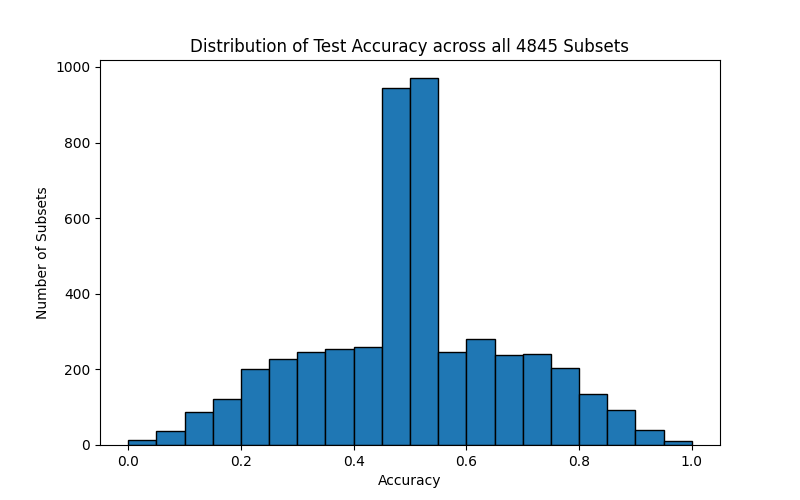 Distribution of Test Accuracy across all 4845 Subsets
1000
800
600
400
200
0
Number of Subsets
0.0 0.2 0.4 0.6 0.8 1.0
Accuracy